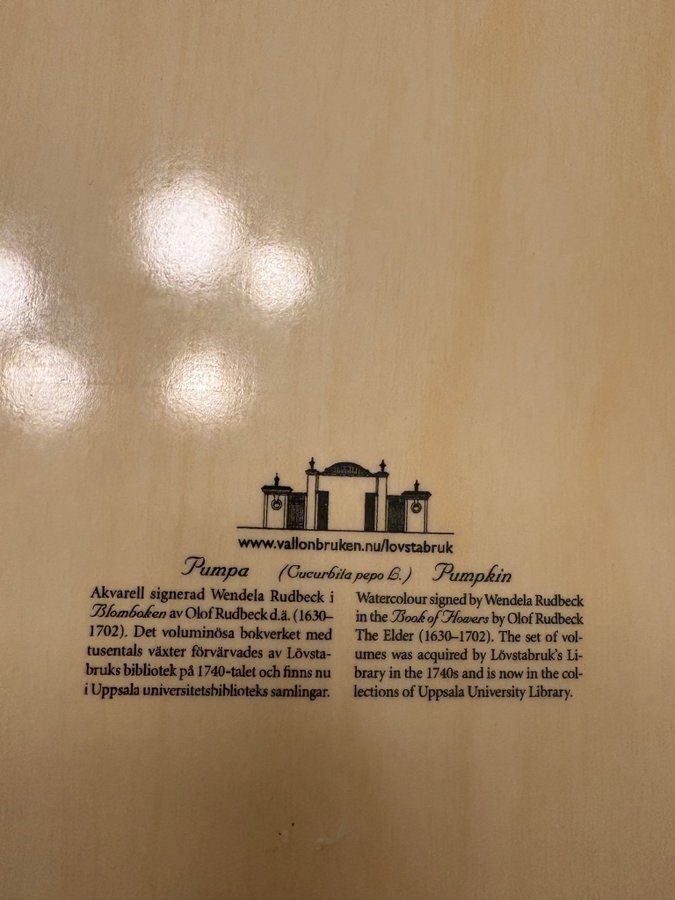 www.vallonbruken.nu/lovstabruk
Pumpa (Cucurbita pepo L.) Pumpkin
Akvarell signerad Wendela Rudbeck i
Blomboken av Olof Rudbeck d.ä. (1630–
1702). Det voluminösa bokverket med
tusentals växter förvärvades av Lövsta-
bruks bibliotek på 1740-talet och finns nu
i Uppsala universitetsbiblioteks samlingar.
Watercolour signed by Wendela Rudbeck
in the Book of Flowers by Olof Rudbeck
The Elder (1630–1702). The set of vol-
umes was acquired by Lövstabruk's Li-
brary in the 1740s and is now in the col-
lections of Uppsala University Library.